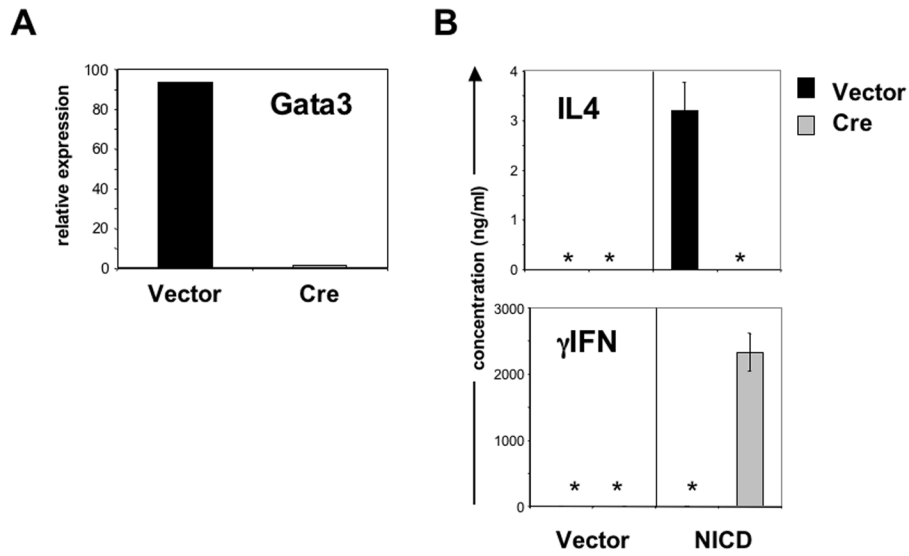 A
relative expression
100
80
60
40
20
0
Gata3
Vector
Cre
B
concentration (ng/ml)
4
3
2
1
0
IL4
* * *
Vector
Cre
3000
2000
1000
0
γIFN
* * *
Vector
NICD